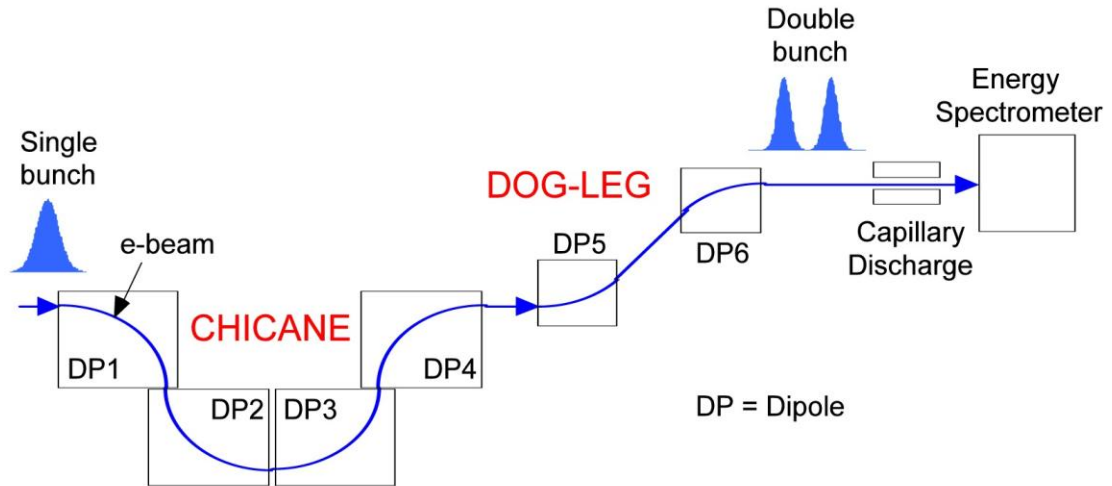 Double
bunch
Energy
Spectrometer
Single
bunch
DOG-LEG
e-beam
DP5
DP6
Capillary
Discharge
CHICANE
DP1
DP4
DP2
DP3
DP = Dipole